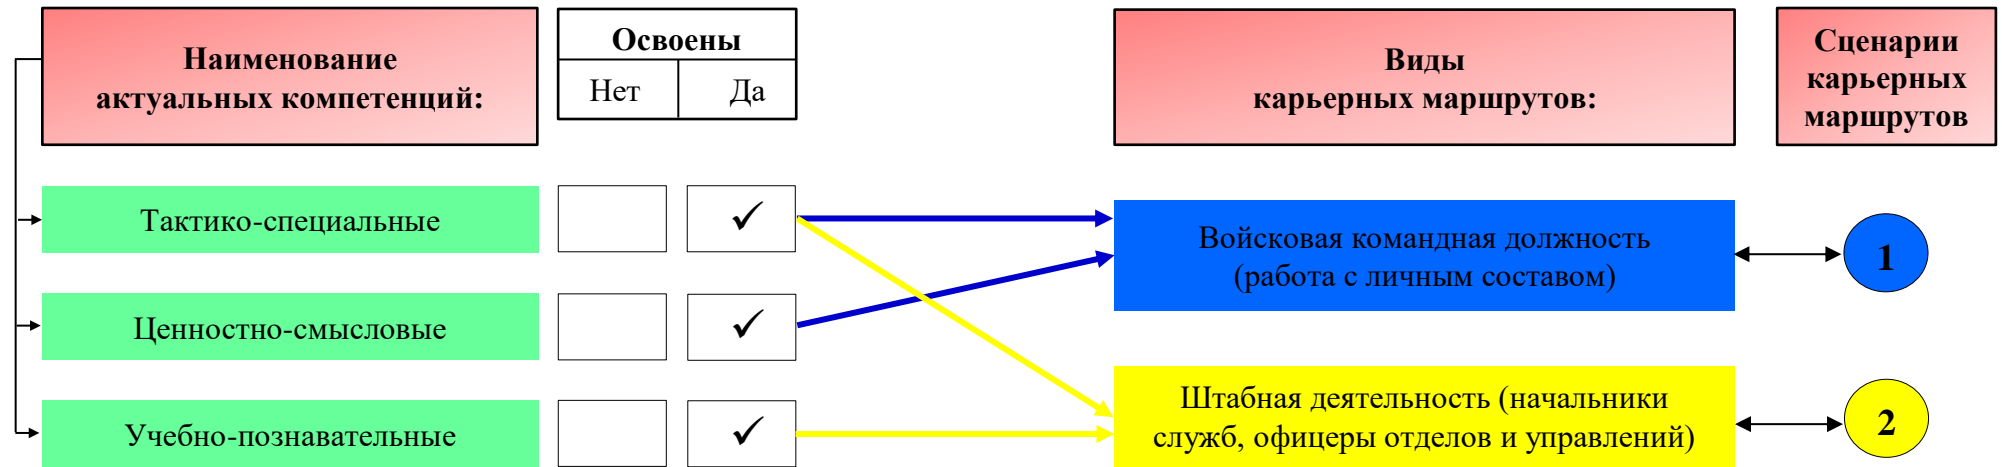 Наименование
актуальных компетенций:
Освоены
Нет
Да
Виды
карьерных маршрутов:
Сценарии
карьерных
маршрутов
Тактико-специальные
Ценностно-смысловые
Учебно-познавательные
Войсковая командная должность
(работа с личным составом)
1
Штабная деятельность (начальники
служб, офицеры отделов и управлений)
2